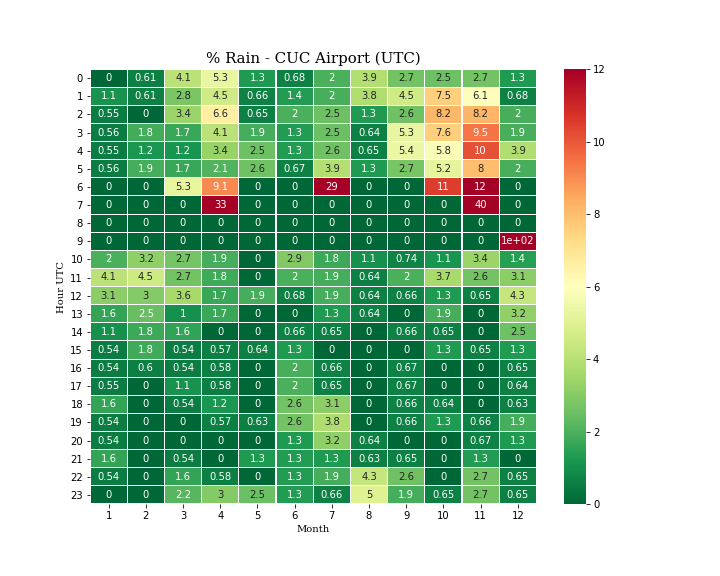 % Rain - CUC Airport (UTC)
0 0 0.61 4.1 5.3 1.3 0.68 2 3.9 2.7 2.5 2.7 1.3
1 1.1 0.61 2.8 4.5 0.66 1.4 2 3.8 4.5 7.5 6.1 0.68
2 0.55 0 3.4 6.6 0.65 2 2.5 1.3 2.6 8.2 8.2 2
3 0.56 1.8 1.7 4.1 1.9 1.3 2.5 0.64 5.3 7.6 9.5 1.9
4 0.55 1.2 1.2 3.4 2.5 1.3 2.6 0.65 5.4 5.8 10 3.9
5 0.56 1.9 1.7 2.1 2.6 0.67 3.9 1.3 2.7 5.2 8 2
6 0 0 5.3 9.1 0 0 29 0 0 11 12 0
7 0 0 0 33 0 0 0 0 0 0 40 0
8 0 0 0 0 0 0 0 0 0 0 0 0
9 0 0 0 0 0 0 0 0 0 0 0 1e+02
10 2 3.2 2.7 1.9 0 2.9 1.8 1.1 0.74 1.1 3.4 1.4
11 4.1 4.5 2.7 1.8 0 2 1.9 0.64 2 3.7 2.6 3.1
12 3.1 3 3.6 1.7 1.9 0.68 1.9 0.64 0.66 1.3 0.65 4.3
13 1.6 2.5 1 1.7 0 0 1.3 0.64 0 1.9 0 3.2
14 1.1 1.8 1.6 0 0 0.66 0.65 0 0.66 0.65 0 2.5
15 0.54 1.8 0.54 0.57 0.64 1.3 0 0 0 1.3 0.65 1.3
16 0.54 0.6 0.54 0.58 0 2 0.66 0 0.67 0 0 0.65
17 0.55 0 1.1 0.58 0 2 0.65 0 0.67 0 0 0.64
18 1.6 0 0.54 1.2 0 2.6 3.1 0 0.66 0.64 0 0.63
19 0.54 0 0 0.57 0.63 2.6 3.8 0 0.66 1.3 0.66 1.9
20 0.54 0 0 0 0 1.3 3.2 0.64 0 0 0.67 1.3
21 1.6 0 0.54 0 1.3 1.3 1.3 0.63 0.65 0 1.3 0
22 0.54 0 1.6 0.58 0 1.3 1.9 4.3 2.6 0 2.7 0.65
23 0 0 2.2 3 2.5 1.3 0.66 5 1.9 0.65 2.7 0.65
1 2 3 4 5 6 7 8 9 10 11 12
Month
Hour UTC
12
10
8
6
4
2
0